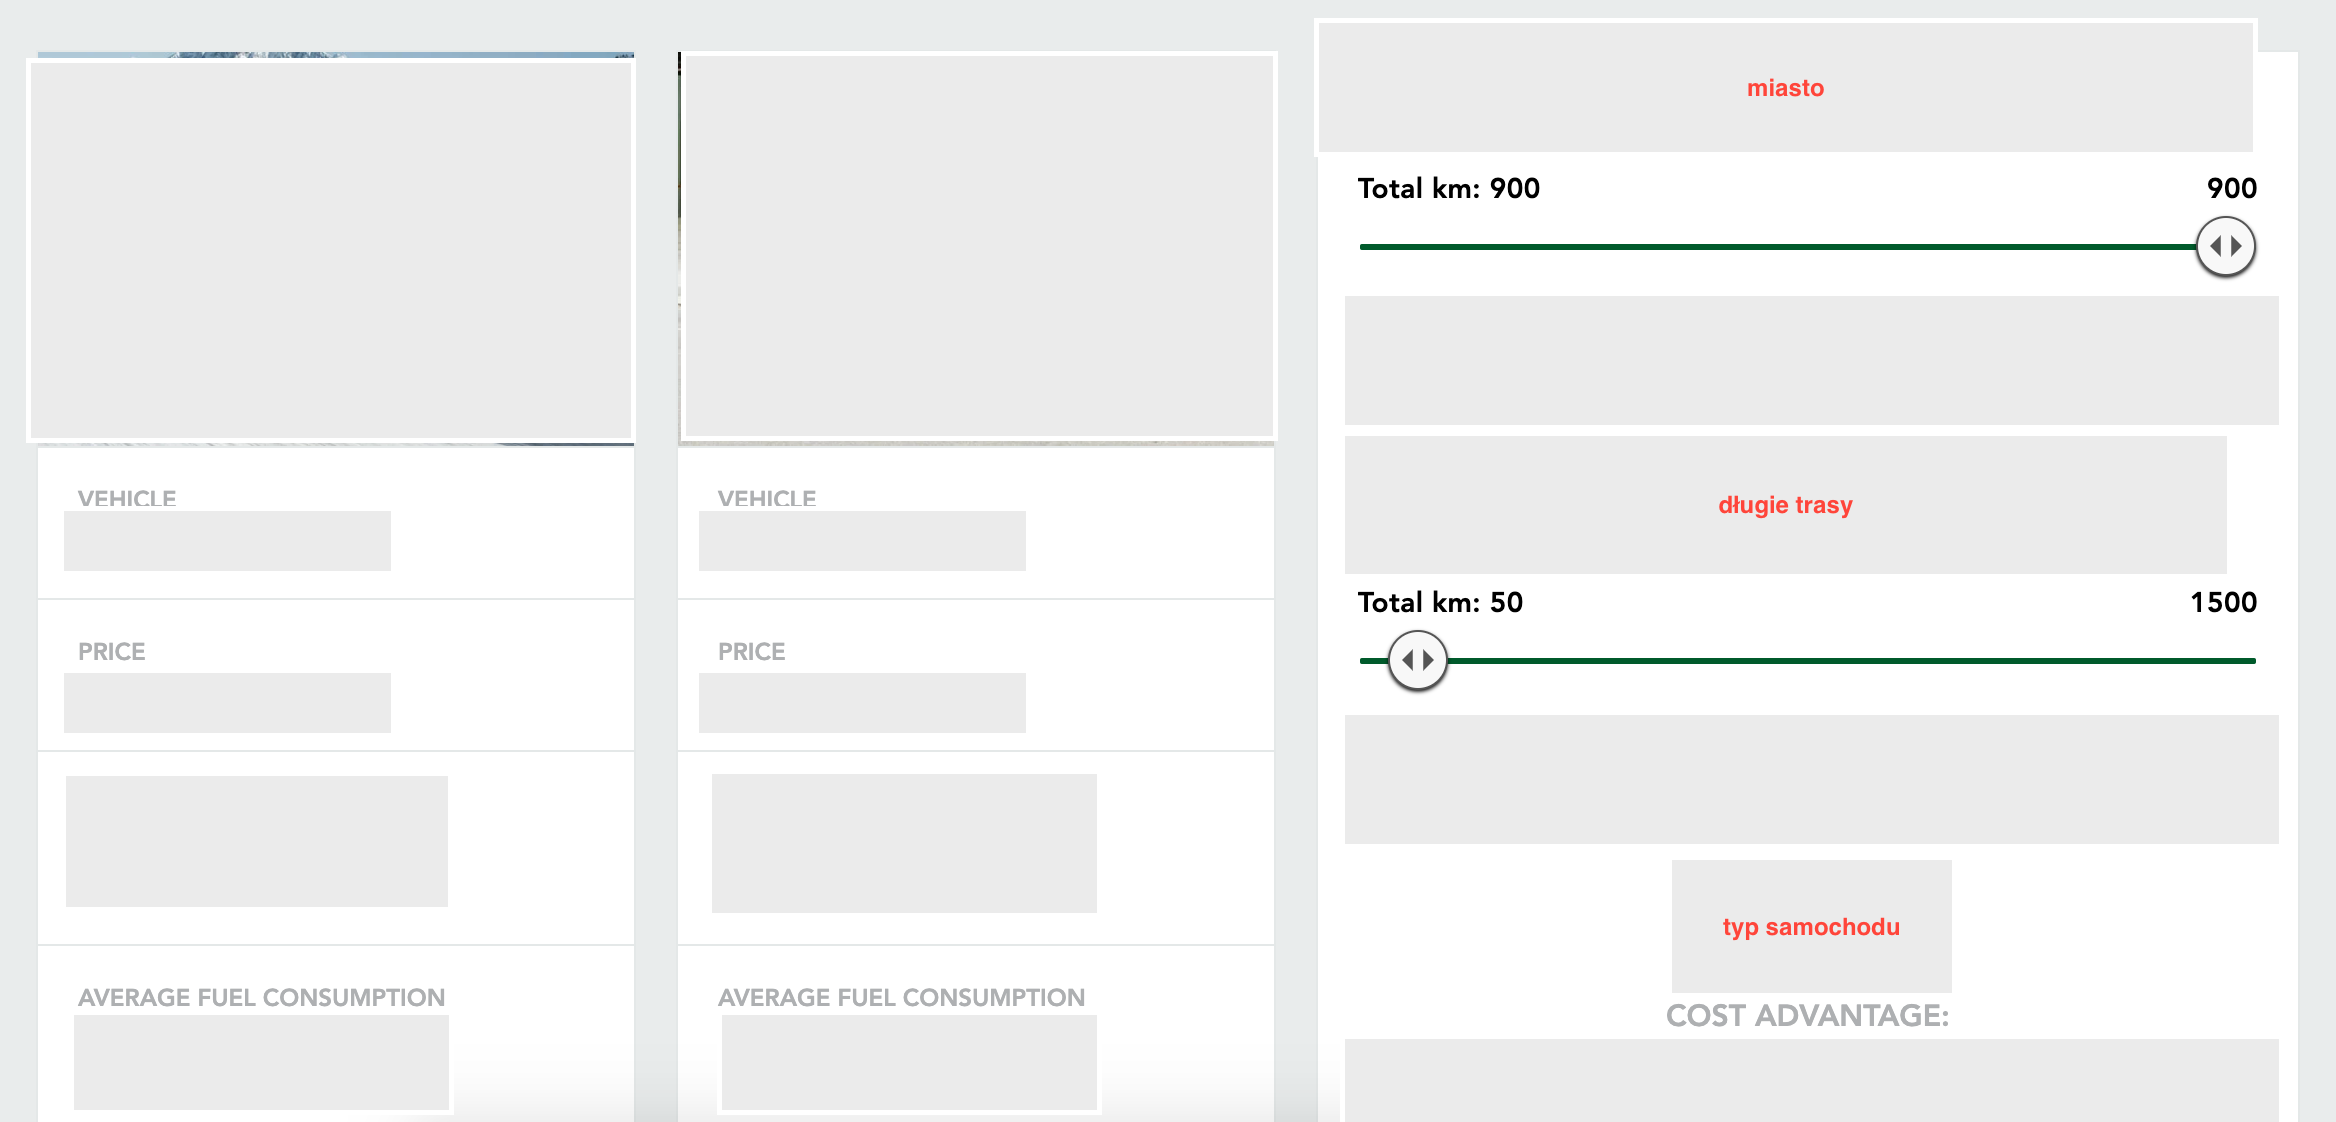 VEHICLE
PRICE
AVERAGE FUEL CONSUMPTION
VEHICLE
PRICE
AVERAGE FUEL CONSUMPTION
miasto
Total km: 900
900
długie trasy
Total km: 50
1500
typ samochodu
COST ADVANTAGE: